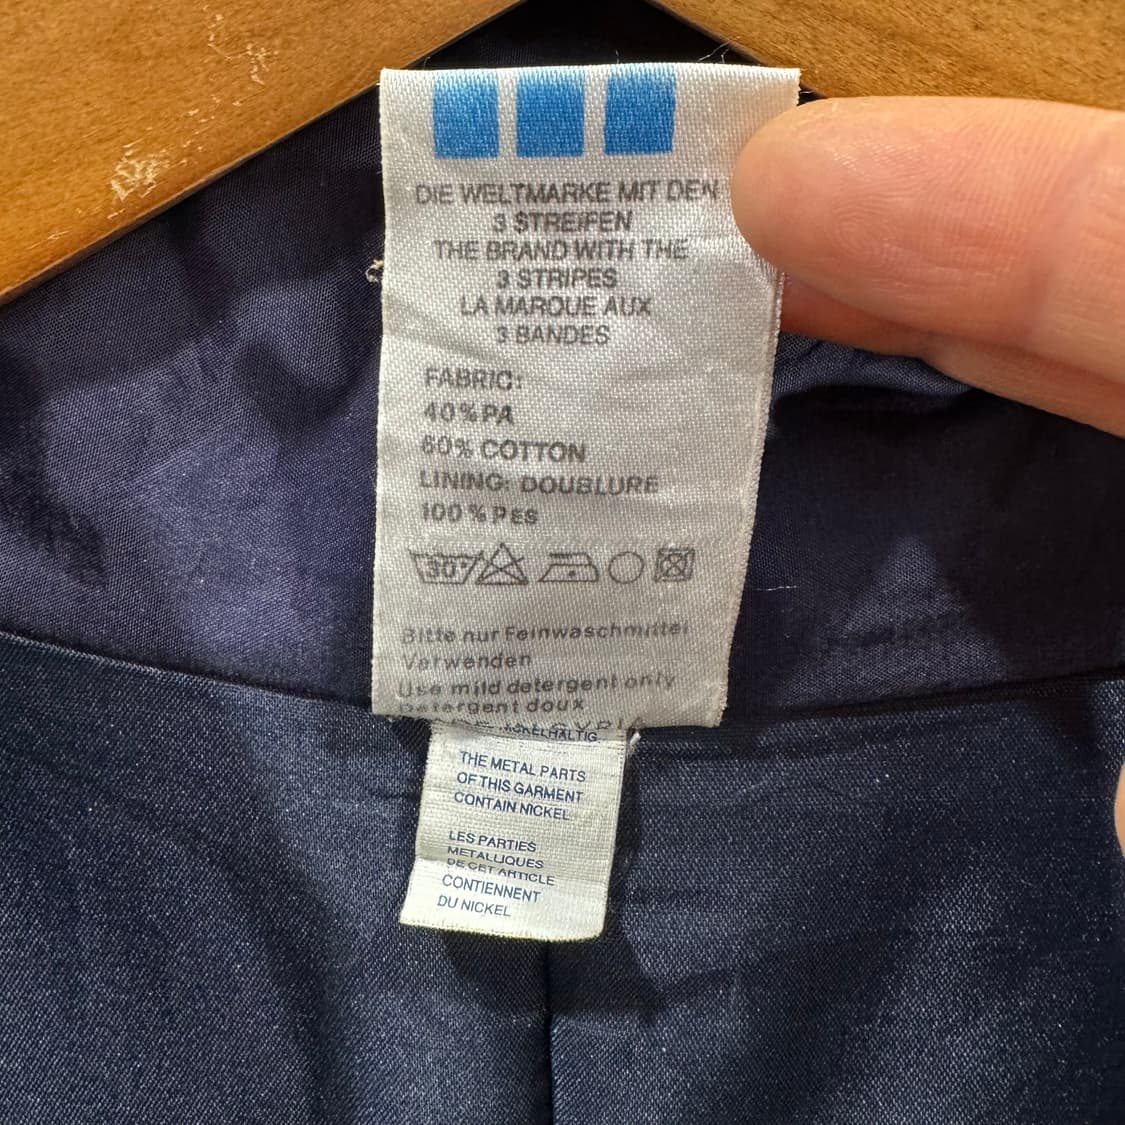 DIE WELTMARKE MIT DEN
3 STREIFEN
THE BRAND WITH THE
3 STRIPES
LA MARQUE AUX
3 BANDES
FABRIC:
40% PA
60% COTTON
LINING: DOUBLURE
100% PES
30°
Bitte nur Feinwaschmittel
Verwenden
Use mild detergent only
Detergent doux
NICKELHALTIG.
THE METAL PARTS
OF THIS GARMENT
CONTAIN NICKEL
LES PARTIES
METALLIQUES
DE CET ARTICLE
CONTIENNENT
DU NICKEL